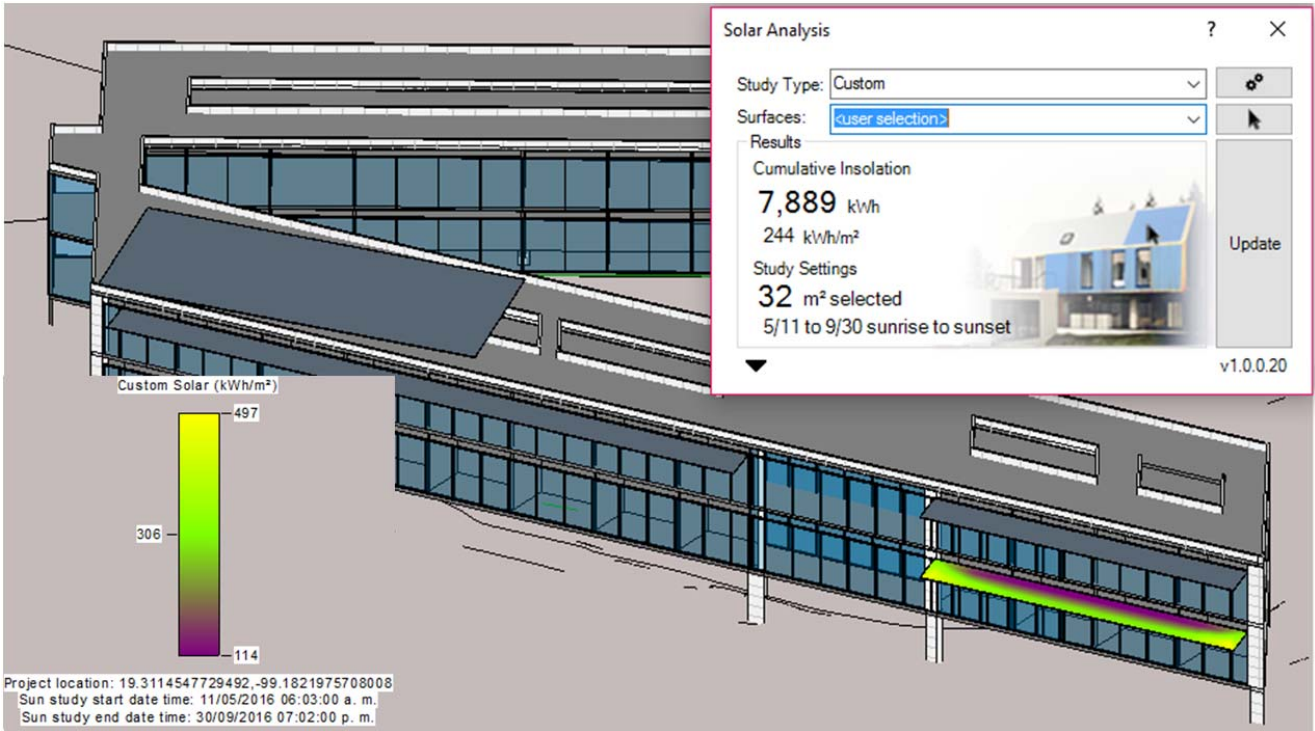 Solar Analysis
?
Study Type: Custom
Surfaces: <user selection>
Results
Cumulative Insolation
7,889 kWh
244 kWh/m²
Study Settings
32 m² selected
5/11 to 9/30 sunrise to sunset
Update
v1.0.0.20
Custom Solar (kWh/m²)
497
306
114
Project location: 19.3114547729492,-99.1821975708008
Sun study start date time: 11/05/2016 06:03:00 a. m.
Sun study end date time: 30/09/2016 07:02:00 p. m.